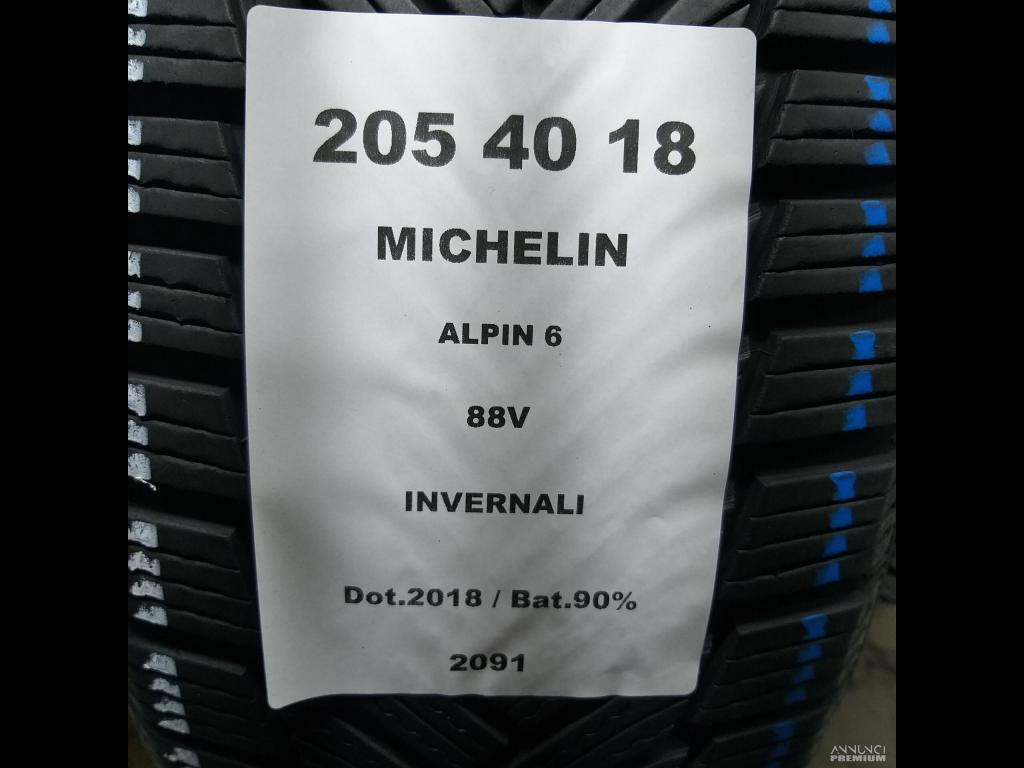 205 40 18
MICHELIN
ALPIN 6
88V
INVERNALI
Dot.2018 / Bat.90%
2091
ANNUNCI
PREMIUM